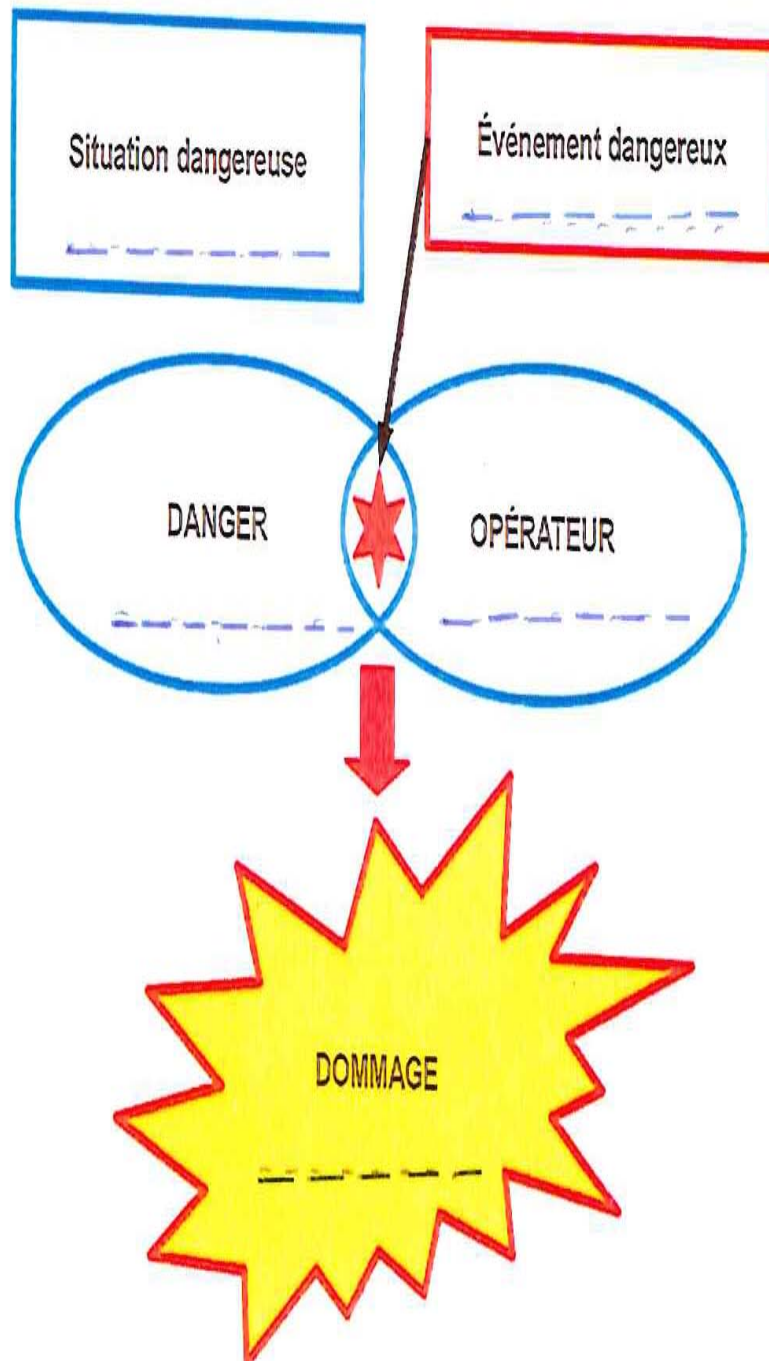 Situation dangereuse
Événement dangereux
DANGER
OPÉRATEUR
DOMMAGE